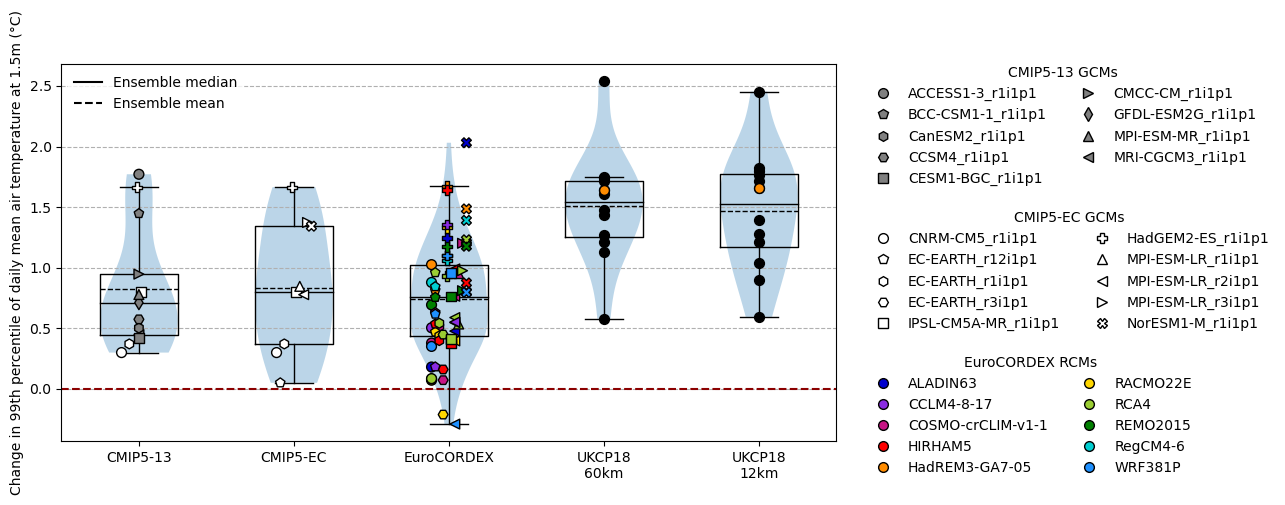 Change in 99th percentile of daily mean air temperature at 1.5m (°C)
2.5
2.0
1.5
1.0
0.5
0.0
Ensemble median
Ensemble mean
CMIP5-13
CMIP5-EC
EuroCORDEX
UKCP18
60km
UKCP18
12km
CMIP5-13 GCMs
ACCESS1-3_r1i1p1
BCC-CSM1-1_r1i1p1
CanESM2_r1i1p1
CCSM4_r1i1p1
CESM1-BGC_r1i1p1
CMCC-CM_r1i1p1
GFDL-ESM2G_r1i1p1
MPI-ESM-MR_r1i1p1
MRI-CGCM3_r1i1p1
CMIP5-EC GCMs
CNRM-CM5_r1i1p1
EC-EARTH_r12i1p1
EC-EARTH_r1i1p1
EC-EARTH_r3i1p1
IPSL-CM5A-MR_r1i1p1
HadGEM2-ES_r1i1p1
MPI-ESM-LR_r1i1p1
MPI-ESM-LR_r2i1p1
MPI-ESM-LR_r3i1p1
NorESM1-M_r1i1p1
EuroCORDEX RCMs
ALADIN63
CCLM4-8-17
COSMO-crCLIM-v1-1
HIRHAM5
HadREM3-GA7-05
RACMO22E
RCA4
REMO2015
RegCM4-6
WRF381P